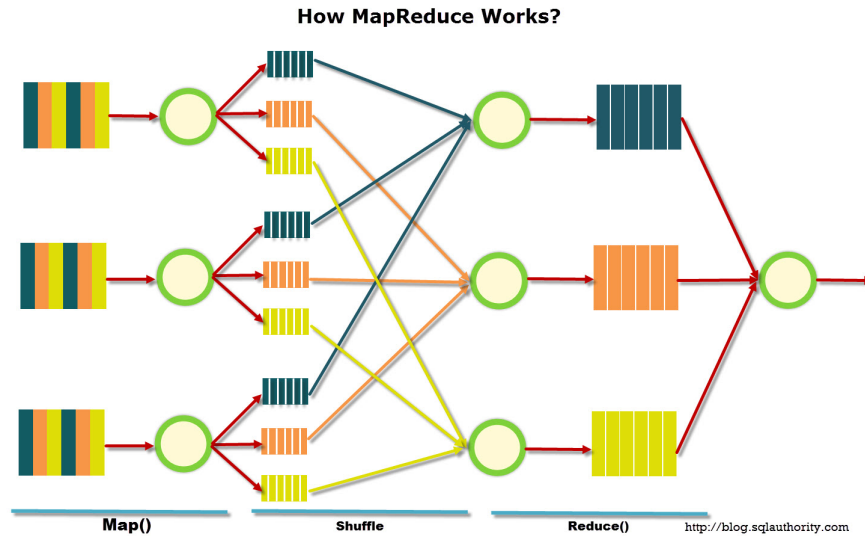 How MapReduce Works?
Map()
Shuffle
Reduce()
http://blog.sqlauthority.com